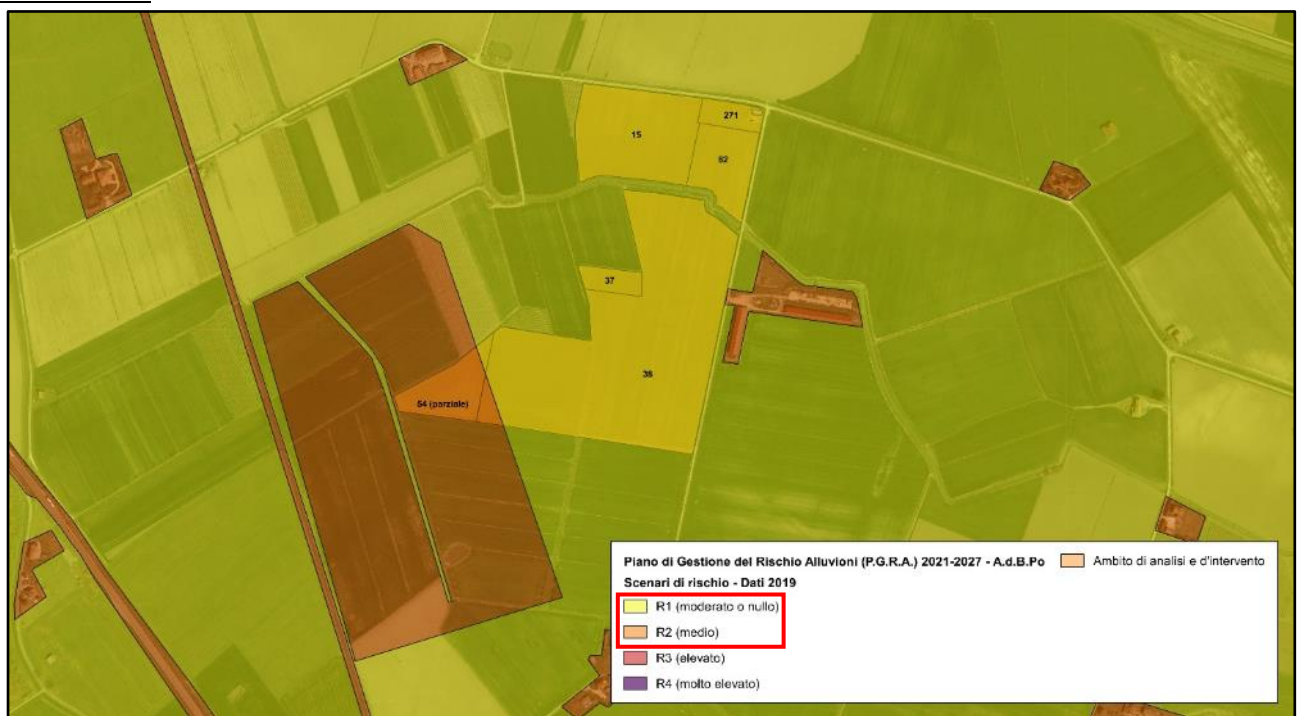 15
271
82
37
38
54 (parziale)
Piano di Gestione del Rischio Alluvioni (P.G.R.A.) 2021-2027 - A.d.B.Po
Ambito di analisi e d'intervento
Scenari di rischio - Dati 2019
R1 (moderato o nullo)
R2 (medio)
R3 (elevato)
R4 (molto elevato)